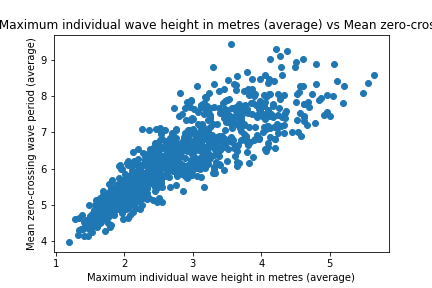 Maximum individual wave height in metres (average) vs Mean zero-cros
Mean zero-crossing wave period (average)
9
8
7
6
5
4
1 2 3 4 5
Maximum individual wave height in metres (average)